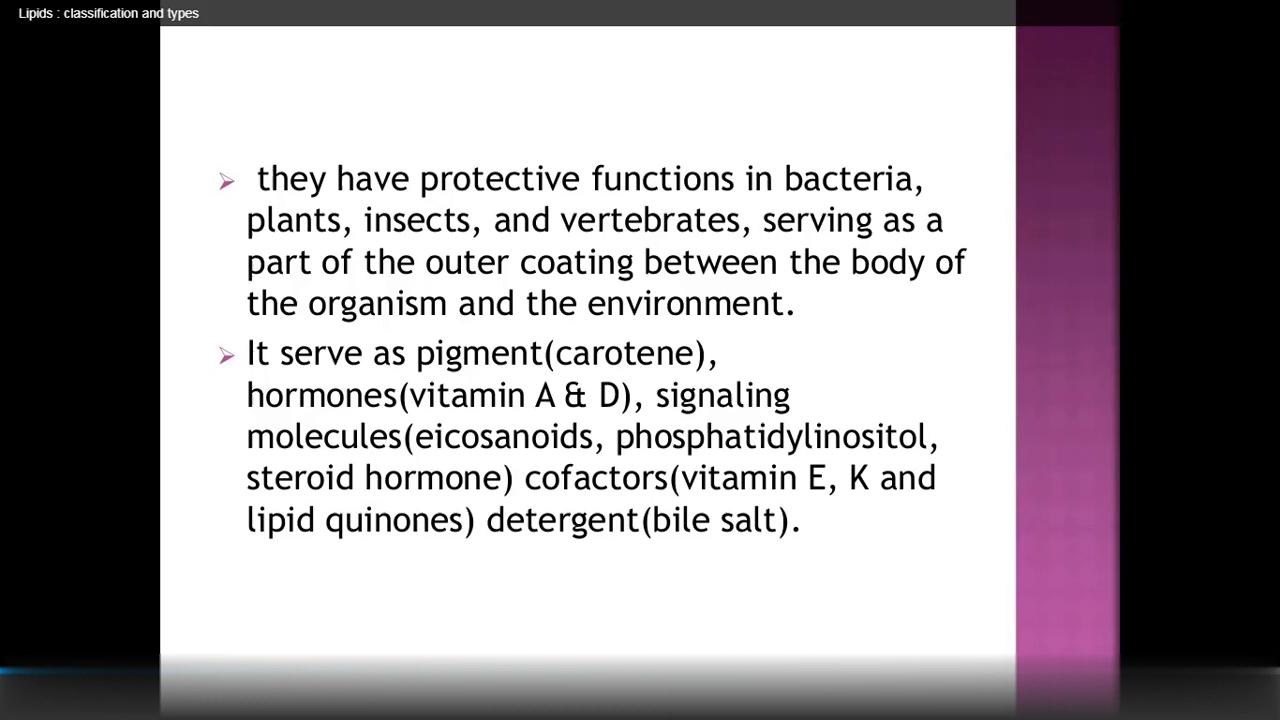 Lipids : classification and types
they have protective functions in bacteria,
plants, insects, and vertebrates, serving as a
part of the outer coating between the body of
the organism and the environment.
It serve as pigment(carotene),
hormones(vitamin A & D), signaling
molecules(eicosanoids, phosphatidylinositol,
steroid hormone) cofactors(vitamin E, K and
lipid quinones) detergent(bile salt).